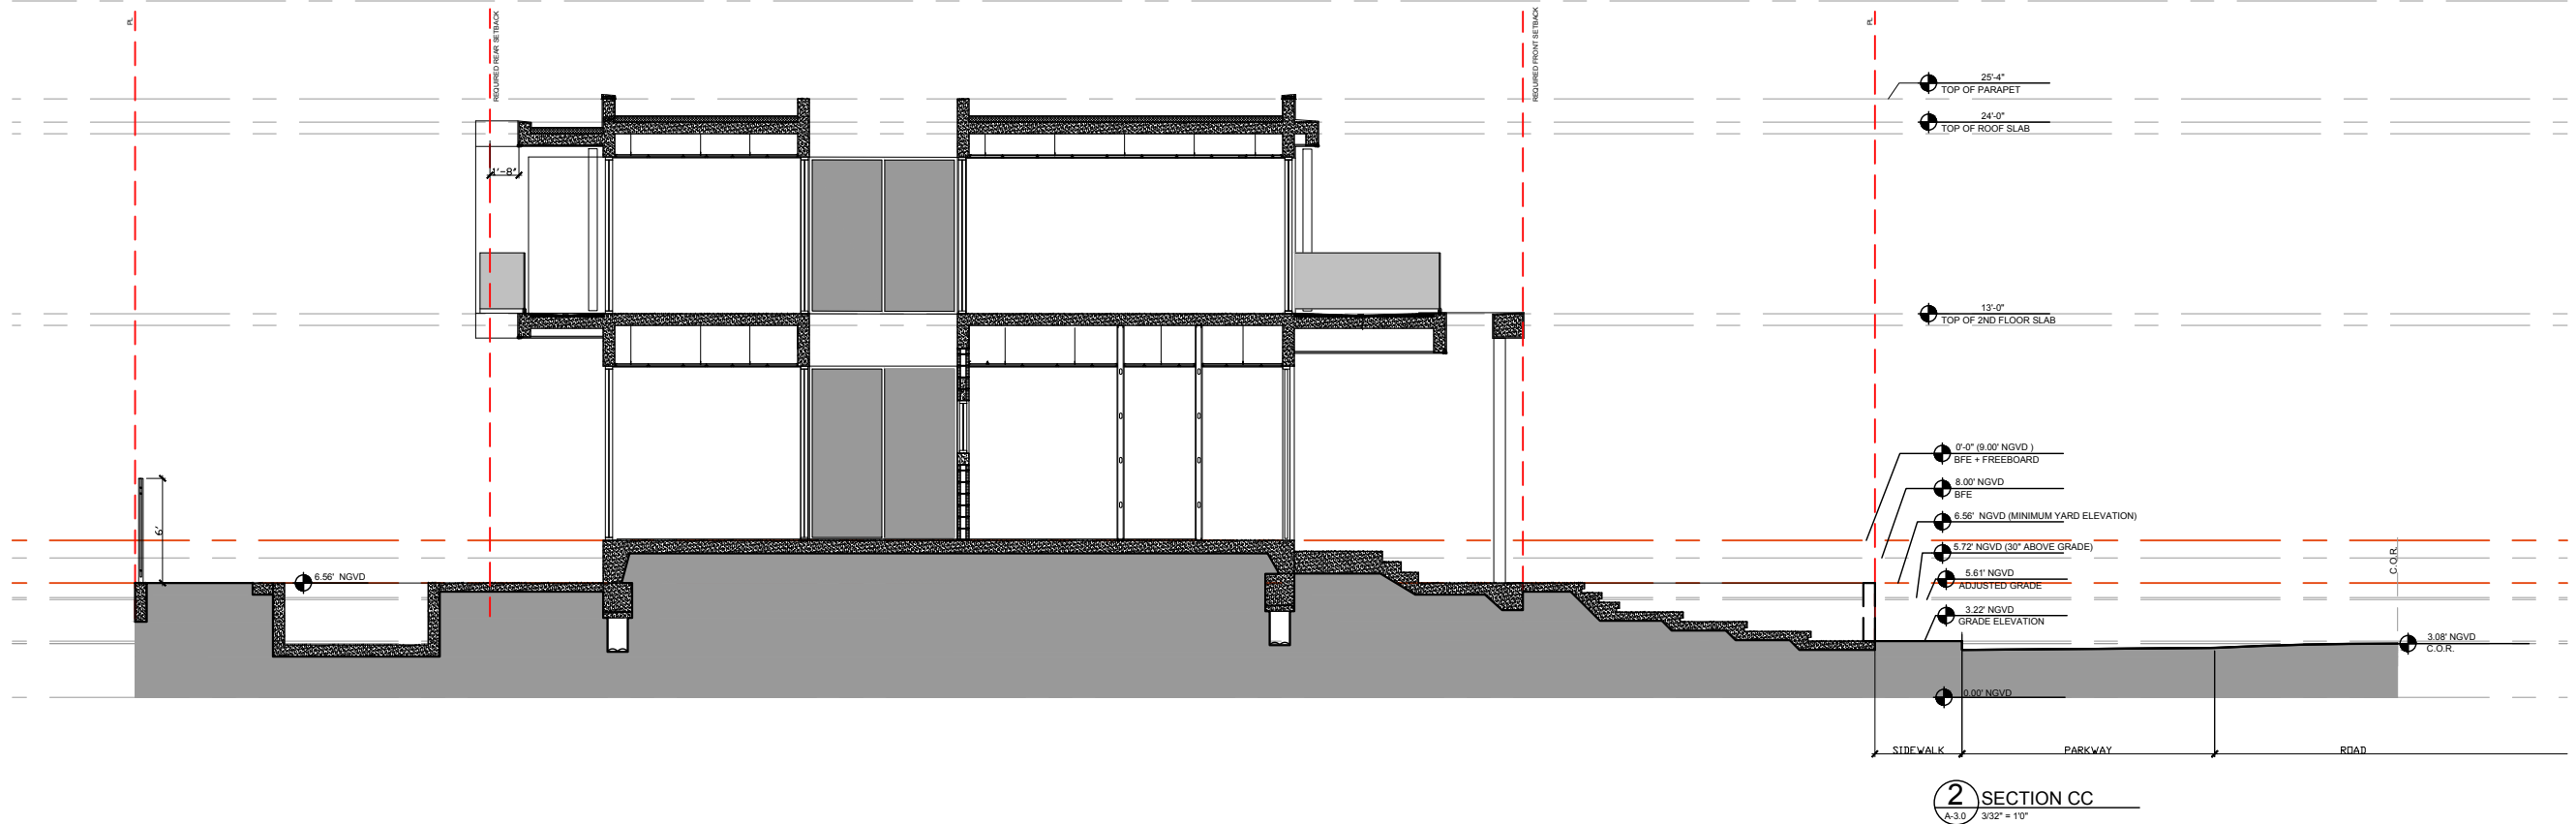 PL
REQUIRED REAR SETBACK
REQUIRED FRONT SETBACK
PL
25'-4"
TOP OF PARAPET
24'-0"
TOP OF ROOF SLAB
1'-8"
13'-0"
TOP OF 2ND FLOOR SLAB
0'-0" (9.00' NGVD )
BFE + FREEBOARD
8.00' NGVD
BFE
6.56' NGVD (MINIMUM YARD ELEVATION)
6'
5.72' NGVD (30" ABOVE GRADE)
C.O.R.
6.56' NGVD
5.61' NGVD
ADJUSTED GRADE
3.22' NGVD
GRADE ELEVATION
3.08' NGVD
C.O.R.
0.00' NGVD
SIDEWALK
PARKWAY
ROAD
2 SECTION CC
A-3.0 3/32" = 1'0"